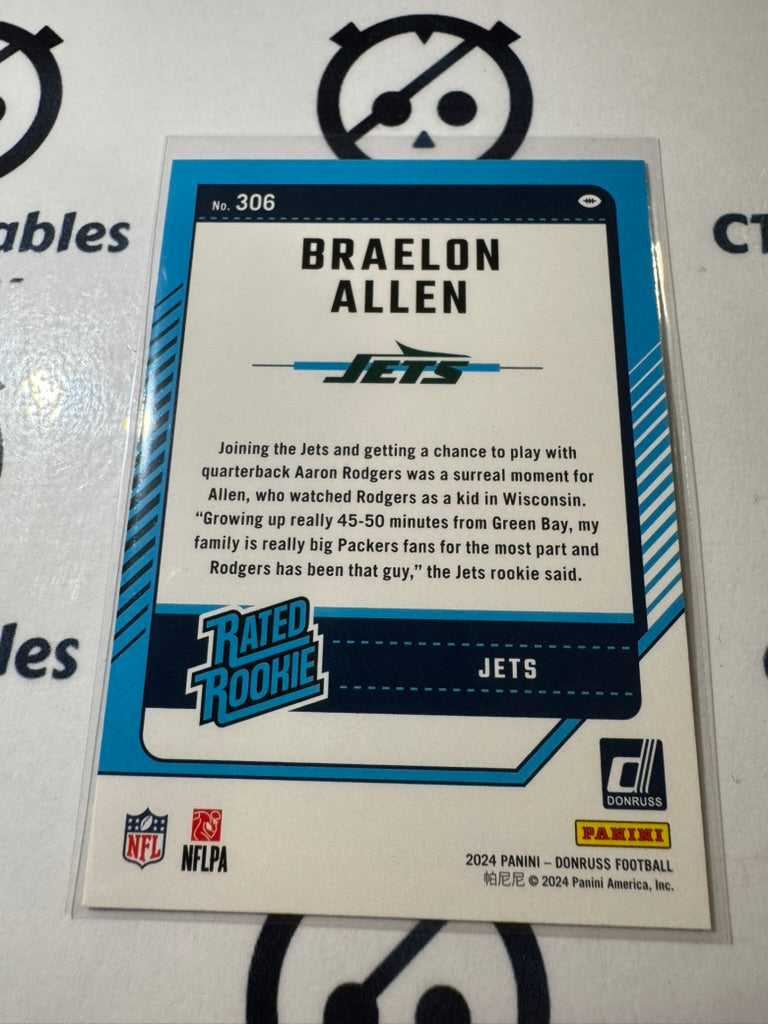 No. 306
BRAELON
ALLEN
JETS
Joining the Jets and getting a chance to play with
quarterback Aaron Rodgers was a surreal moment for
Allen, who watched Rodgers as a kid in Wisconsin.
“Growing up really 45-50 minutes from Green Bay, my
family is really big Packers fans for the most part and
Rodgers has been that guy,” the Jets rookie said.
RATED
ROOKIE
JETS
DONRUSS
PANINI
NFL
NFLPA
2024 PANINI – DONRUSS FOOTBALL
帕尼尼 © 2024 Panini America, Inc.
ables
CT
les